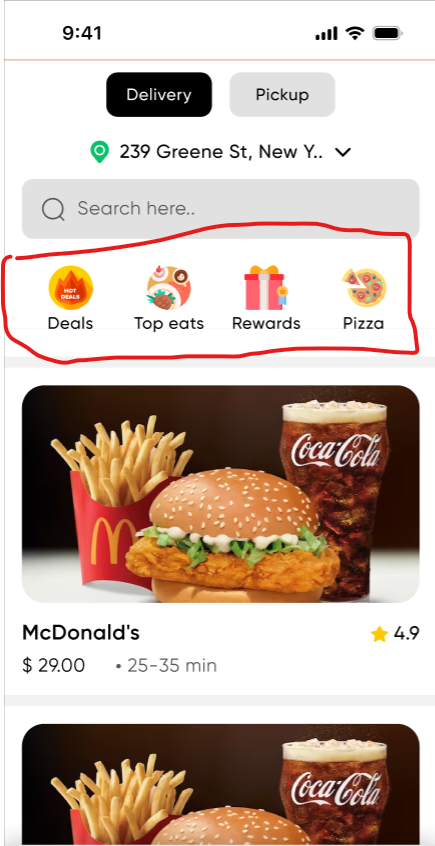 9:41
Delivery Pickup
239 Greene St, New Y..
Search here..
HOT
DEALS
Deals Top eats Rewards Pizza
Coca-Cola
McDonald's 4.9
$ 29.00 • 25-35 min
Coca-Cola